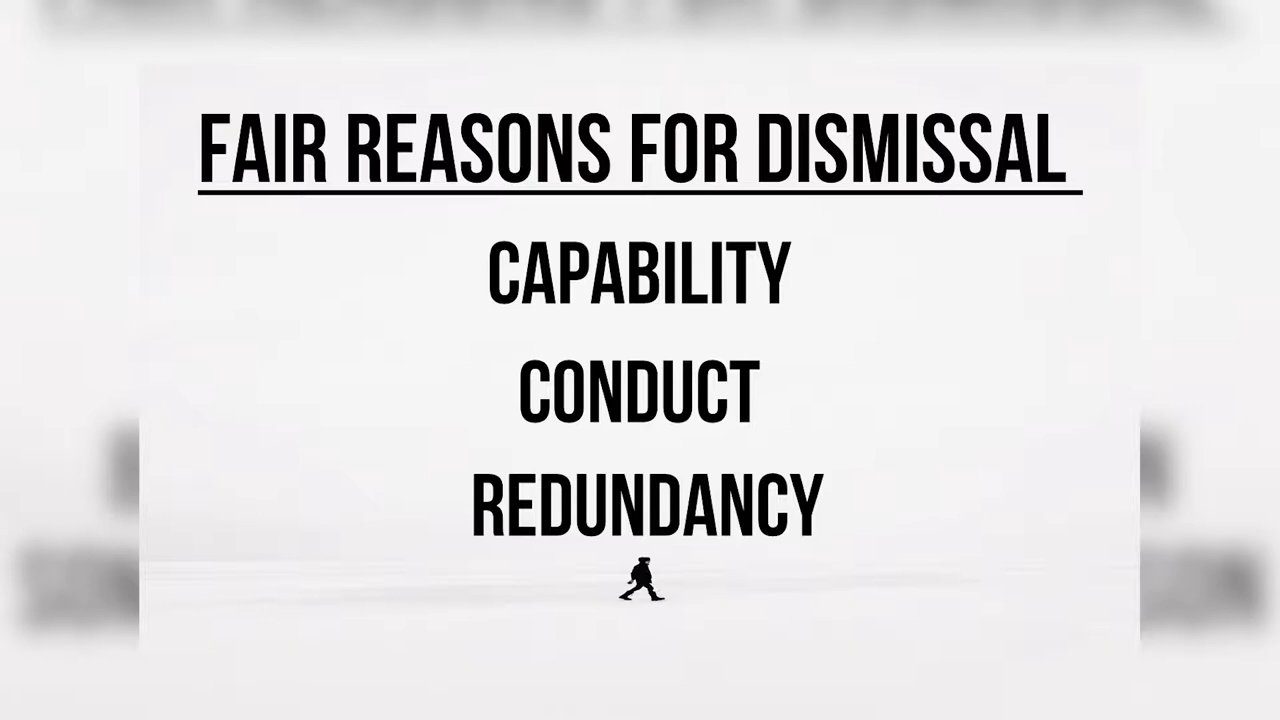 FAIR REASONS FOR DISMISSAL
CAPABILITY
CONDUCT
REDUNDANCY